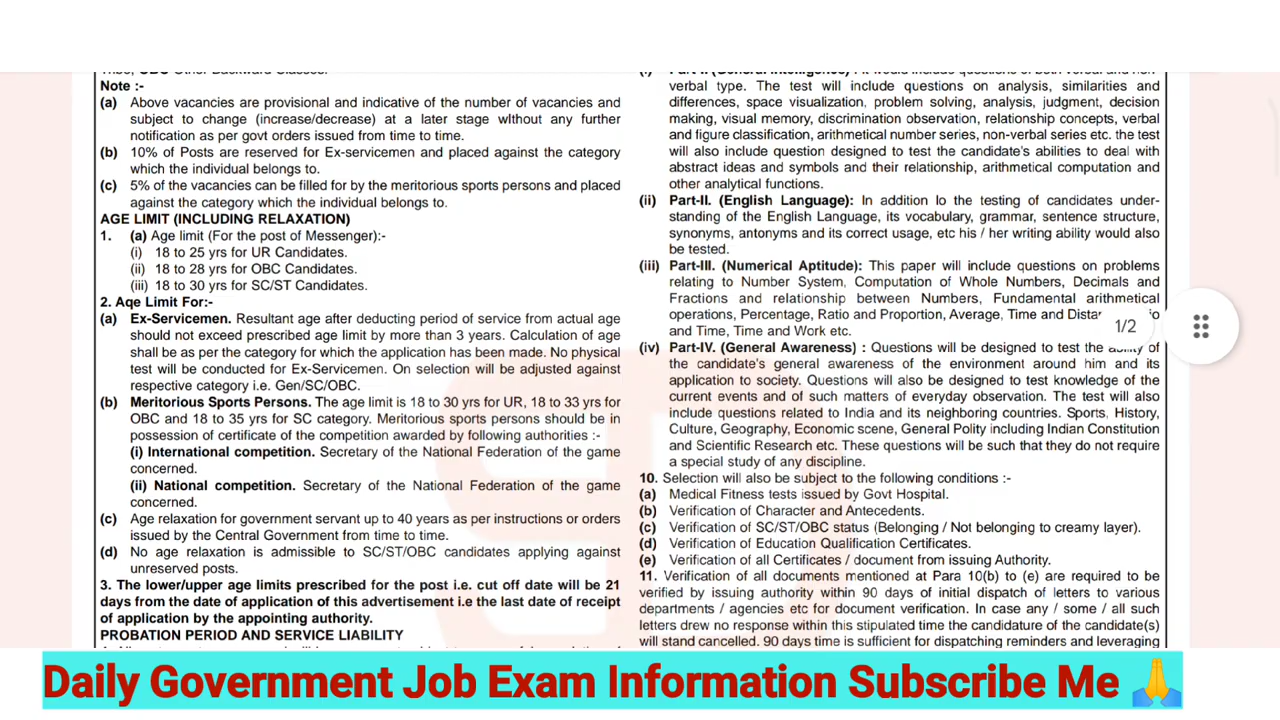 Tribe, OBC-Other Backward Classes.
Note :-
(a) Above vacancies are provisional and indicative of the number of vacancies and
subject to change (increase/decrease) at a later stage without any further
notification as per govt orders issued from time to time.
(b) 10% of Posts are reserved for Ex-servicemen and placed against the category
which the individual belongs to.
(c) 5% of the vacancies can be filled for by the meritorious sports persons and placed
against the category which the individual belongs to.
AGE LIMIT (INCLUDING RELAXATION)
1. (a) Age limit (For the post of Messenger):-
(i) 18 to 25 yrs for UR Candidates.
(ii) 18 to 28 yrs for OBC Candidates.
(iii) 18 to 30 yrs for SC/ST Candidates.
2. Age Limit For:-
(a) Ex-Servicemen. Resultant age after deducting period of service from actual age
should not exceed prescribed age limit by more than 3 years. Calculation of age
shall be as per the category for which the application has been made. No physical
test will be conducted for Ex-Servicemen. On selection will be adjusted against
respective category i.e. Gen/SC/OBC.
(b) Meritorious Sports Persons. The age limit is 18 to 30 yrs for UR, 18 to 33 yrs for
OBC and 18 to 35 yrs for SC category. Meritorious sports persons should be in
possession of certificate of the competition awarded by following authorities :-
(i) International competition. Secretary of the National Federation of the game
concerned.
(ii) National competition. Secretary of the National Federation of the game
concerned.
(c) Age relaxation for government servant up to 40 years as per instructions or orders
issued by the Central Government from time to time.
(d) No age relaxation is admissible to SC/ST/OBC candidates applying against
unreserved posts.
3. The lower/upper age limits prescribed for the post i.e. cut off date will be 21
days from the date of application of this advertisement i.e the last date of receipt
of application by the appointing authority.
PROBATION PERIOD AND SERVICE LIABILITY
verbal type. The test will include questions on analysis, similarities and
differences, space visualization, problem solving, analysis, judgment, decision
making, visual memory, discrimination observation, relationship concepts, verbal
and figure classification, arithmetical number series, non-verbal series etc. the test
will also include question designed to test the candidate's abilities to deal with
abstract ideas and symbols and their relationship, arithmetical computation and
other analytical functions.
(ii) Part-II. (English Language): In addition lo the testing of candidates under-
standing of the English Language, its vocabulary, grammar, sentence structure,
synonyms, antonyms and its correct usage, etc his / her writing ability would also
be tested.
(iii) Part-III. (Numerical Aptitude): This paper will include questions on problems
relating to Number System, Computation of Whole Numbers, Decimals and
Fractions and relationship between Numbers, Fundamental arithmetical
operations, Percentage, Ratio and Proportion, Average, Time and
and Time, Time and Work etc.
1/2
(iv) Part-IV. (General Awareness) : Questions will be designed to test the ability of
the candidate's general awareness of the environment around him and its
application to society. Questions will also be designed to test knowledge of the
current events and of such matters of everyday observation. The test will also
include questions related to India and its neighboring countries. Sports, History,
Culture, Geography, Economic scene, General Polity including Indian Constitution
and Scientific Research etc. These questions will be such that they do not require
a special study of any discipline.
10. Selection will also be subject to the following conditions :-
(a) Medical Fitness tests issued by Govt Hospital.
(b) Verification of Character and Antecedents.
(c) Verification of SC/ST/OBC status (Belonging / Not belonging to creamy layer).
(d) Verification of Education Qualification Certificates.
(e) Verification of all Certificates / document from issuing Authority.
11. Verification of all documents mentioned at Para 10(b) to (e) are required to be
verified by issuing authority within 90 days of initial dispatch of letters to various
departments / agencies etc for document verification. In case any / some / all such
letters drew no response within this stipulated time the candidature of the candidate(s)
will stand cancelled. 90 days time is sufficient for dispatching reminders and leveraging
Daily Government Job Exam Information Subscribe Me 🙏